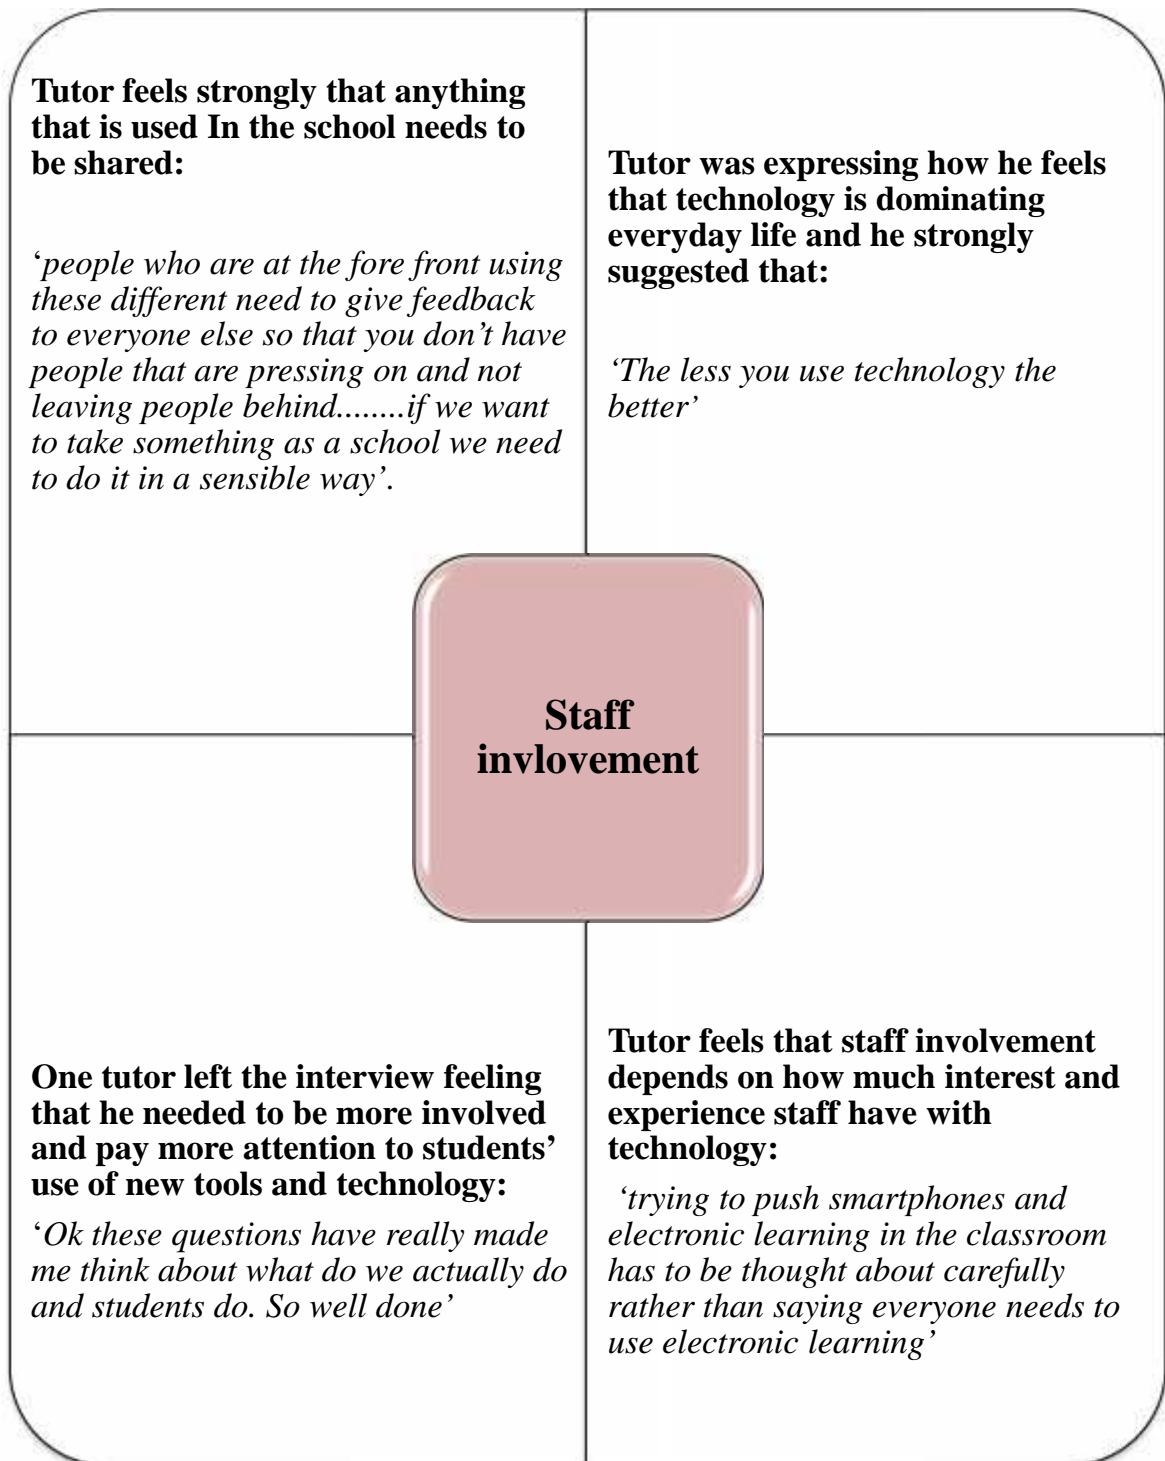 Tutor feels strongly that anything
that is used In the school needs to
be shared:
‘people who are at the fore front using
these different need to give feedback
to everyone else so that you don’t have
people that are pressing on and not
leaving people behind........if we want
to take something as a school we need
to do it in a sensible way’.
Tutor was expressing how he feels
that technology is dominating
everyday life and he strongly
suggested that:
‘The less you use technology the
better’
Staff
invlovement
One tutor left the interview feeling
that he needed to be more involved
and pay more attention to students’
use of new tools and technology:
‘Ok these questions have really made
me think about what do we actually do
and students do. So well done’
Tutor feels that staff involvement
depends on how much interest and
experience staff have with
technology:
‘trying to push smartphones and
electronic learning in the classroom
has to be thought about carefully
rather than saying everyone needs to
use electronic learning’